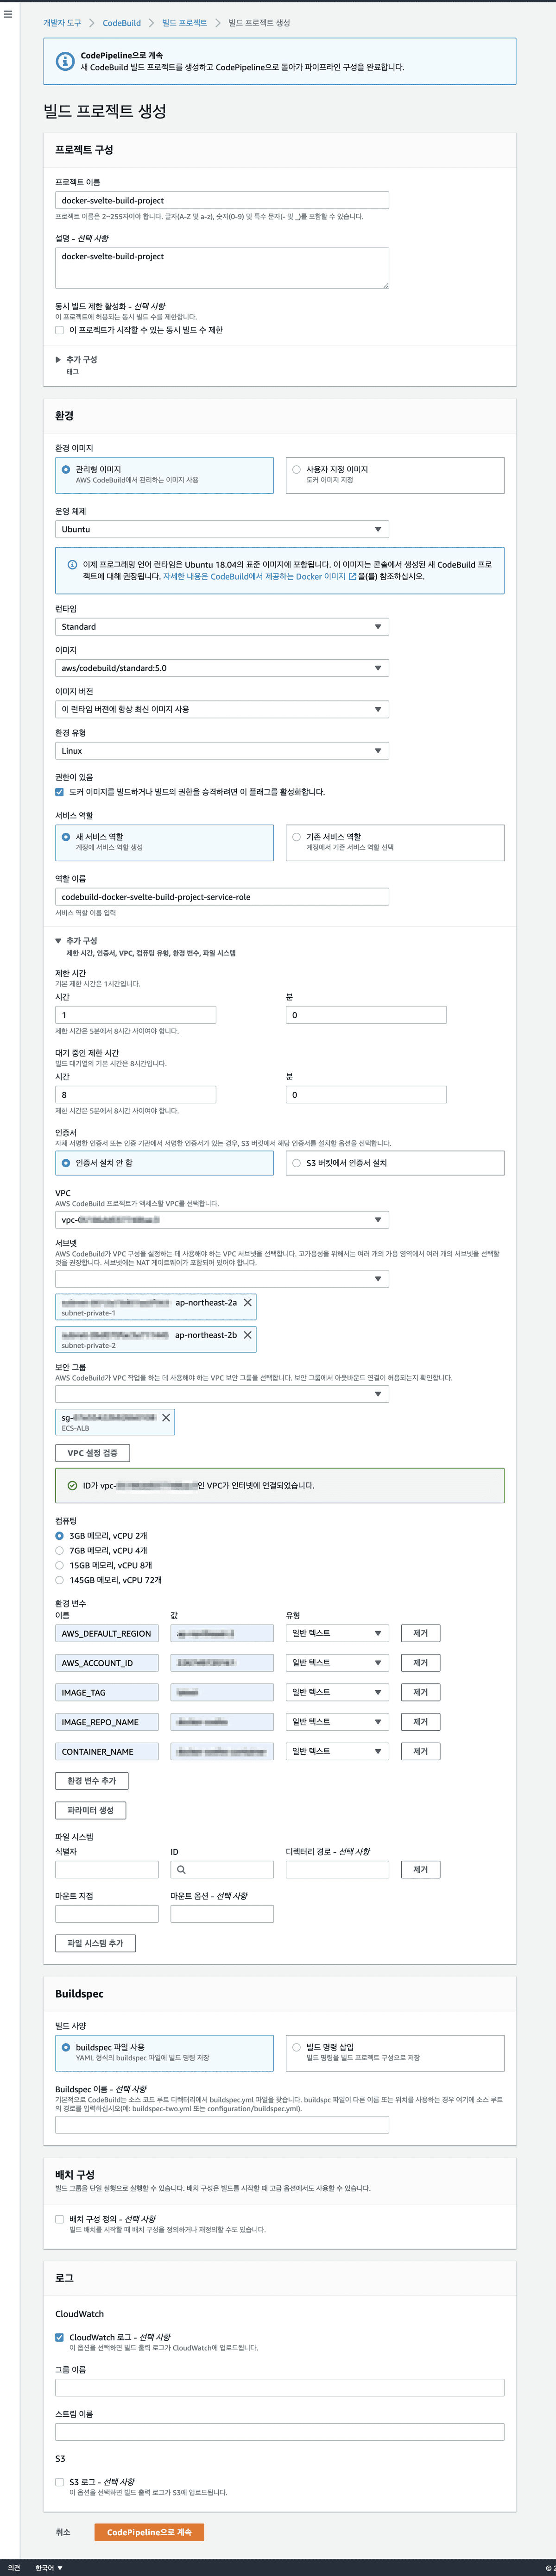 개발자 도구 > CodeBuild > 빌드 프로젝트 > 빌드 프로젝트 생성
CodePipeline으로 계속
새 CodeBuild 빌드 프로젝트를 생성하고 CodePipeline으로 돌아가 파이프라인 구성을 완료합니다.
빌드 프로젝트 생성
프로젝트 구성
프로젝트 이름
docker-svelte-build-project
프로젝트 이름은 2~255자여야 합니다. 글자(A-Z 및 a-z), 숫자(0-9) 및 특수 문자(- 및 _)를 포함할 수 있습니다.
설명 - 선택 사항
docker-svelte-build-project
동시 빌드 제한 활성화 - 선택 사항
이 프로젝트에 허용되는 동시 빌드 수를 제한합니다.
이 프로젝트가 시작할 수 있는 동시 빌드 수 제한
추가 구성
태그
환경
환경 이미지
관리형 이미지
AWS CodeBuild에서 관리하는 이미지 사용
사용자 지정 이미지
도커 이미지 지정
운영 체제
Ubuntu
이제 프로그래밍 언어 런타임은 Ubuntu 18.04의 표준 이미지에 포함됩니다. 이 이미지는 콘솔에서 생성된 새 CodeBuild 프로
젝트에 대해 권장됩니다. 자세한 내용은 CodeBuild에서 제공하는 Docker 이미지 을(를) 참조하십시오.
런타임
Standard
이미지
aws/codebuild/standard:5.0
이미지 버전
이 런타임 버전에 항상 최신 이미지 사용
환경 유형
Linux
권한이 있음
도커 이미지를 빌드하거나 빌드의 권한을 승격하려면 이 플래그를 활성화합니다.
서비스 역할
새 서비스 역할
계정에 서비스 역할 생성
기존 서비스 역할
계정에서 기존 서비스 역할 선택
역할 이름
codebuild-docker-svelte-build-project-service-role
서비스 역할 이름 입력
추가 구성
제한 시간, 인증서, VPC, 컴퓨팅 유형, 환경 변수, 파일 시스템
제한 시간
기본 제한 시간은 1시간입니다.
시간 분
1 0
제한 시간은 5분에서 8시간 사이여야 합니다.
대기 중인 제한 시간
빌드 대기열의 기본 시간은 8시간입니다.
시간 분
8 0
제한 시간은 5분에서 8시간 사이여야 합니다.
인증서
자체 서명한 인증서 또는 인증 기관에서 서명한 인증서가 있는 경우, S3 버킷에서 해당 인증서를 설치할 옵션을 선택합니다.
인증서 설치 안 함 S3 버킷에서 인증서 설치
VPC
AWS CodeBuild 프로젝트가 액세스할 VPC를 선택합니다.
vpc-
서브넷
AWS CodeBuild가 VPC 구성을 설정하는 데 사용해야 하는 VPC 서브넷을 선택합니다. 고가용성을 위해서는 여러 개의 가용 영역에서 여러 개의 서브넷을 선택할
것을 권장합니다. 서브넷에는 NAT 게이트웨이가 포함되어 있어야 합니다.
ap-northeast-2a
subnet-private-1
ap-northeast-2b
subnet-private-2
보안 그룹
AWS CodeBuild가 VPC 작업을 하는 데 사용해야 하는 VPC 보안 그룹을 선택합니다. 보안 그룹에서 아웃바운드 연결이 허용되는지 확인합니다.
sg-
ECS-ALB
VPC 설정 검증
ID가 vpc- 인 VPC가 인터넷에 연결되었습니다.
컴퓨팅
3GB 메모리, vCPU 2개
7GB 메모리, vCPU 4개
15GB 메모리, vCPU 8개
145GB 메모리, vCPU 72개
환경 변수
이름 값 유형
AWS_DEFAULT_REGION 일반 텍스트 제거
AWS_ACCOUNT_ID 일반 텍스트 제거
IMAGE_TAG 일반 텍스트 제거
IMAGE_REPO_NAME 일반 텍스트 제거
CONTAINER_NAME 일반 텍스트 제거
환경 변수 추가
파라미터 생성
파일 시스템
식별자 ID 디렉터리 경로 - 선택 사항
제거
마운트 지점 마운트 옵션 - 선택 사항
파일 시스템 추가
Buildspec
빌드 사양
buildspec 파일 사용
YAML 형식의 buildspec 파일에 빌드 명령 저장
빌드 명령 삽입
빌드 명령을 빌드 프로젝트 구성으로 저장
Buildspec 이름 - 선택 사항
기본적으로 CodeBuild는 소스 코드 루트 디렉터리에서 buildspec.yml 파일을 찾습니다. buildspc 파일이 다른 이름 또는 위치를 사용하는 경우 여기에 소스 루트
의 경로를 입력하십시오(예: buildspec-two.yml 또는 configuration/buildspec.yml).
배치 구성
빌드 그룹을 단일 실행으로 실행할 수 있습니다. 배치 구성은 빌드를 시작할 때 고급 옵션에서도 사용할 수 있습니다.
배치 구성 정의 - 선택 사항
빌드 배치를 시작할 때 배치 구성을 정의하거나 재정의할 수도 있습니다.
로그
CloudWatch
CloudWatch 로그 - 선택 사항
이 옵션을 선택하면 빌드 출력 로그가 CloudWatch에 업로드됩니다.
그룹 이름
스트림 이름
S3
S3 로그 - 선택 사항
이 옵션을 선택하면 빌드 출력 로그가 S3에 업로드됩니다.
취소 CodePipeline으로 계속
의견 한국어 ©